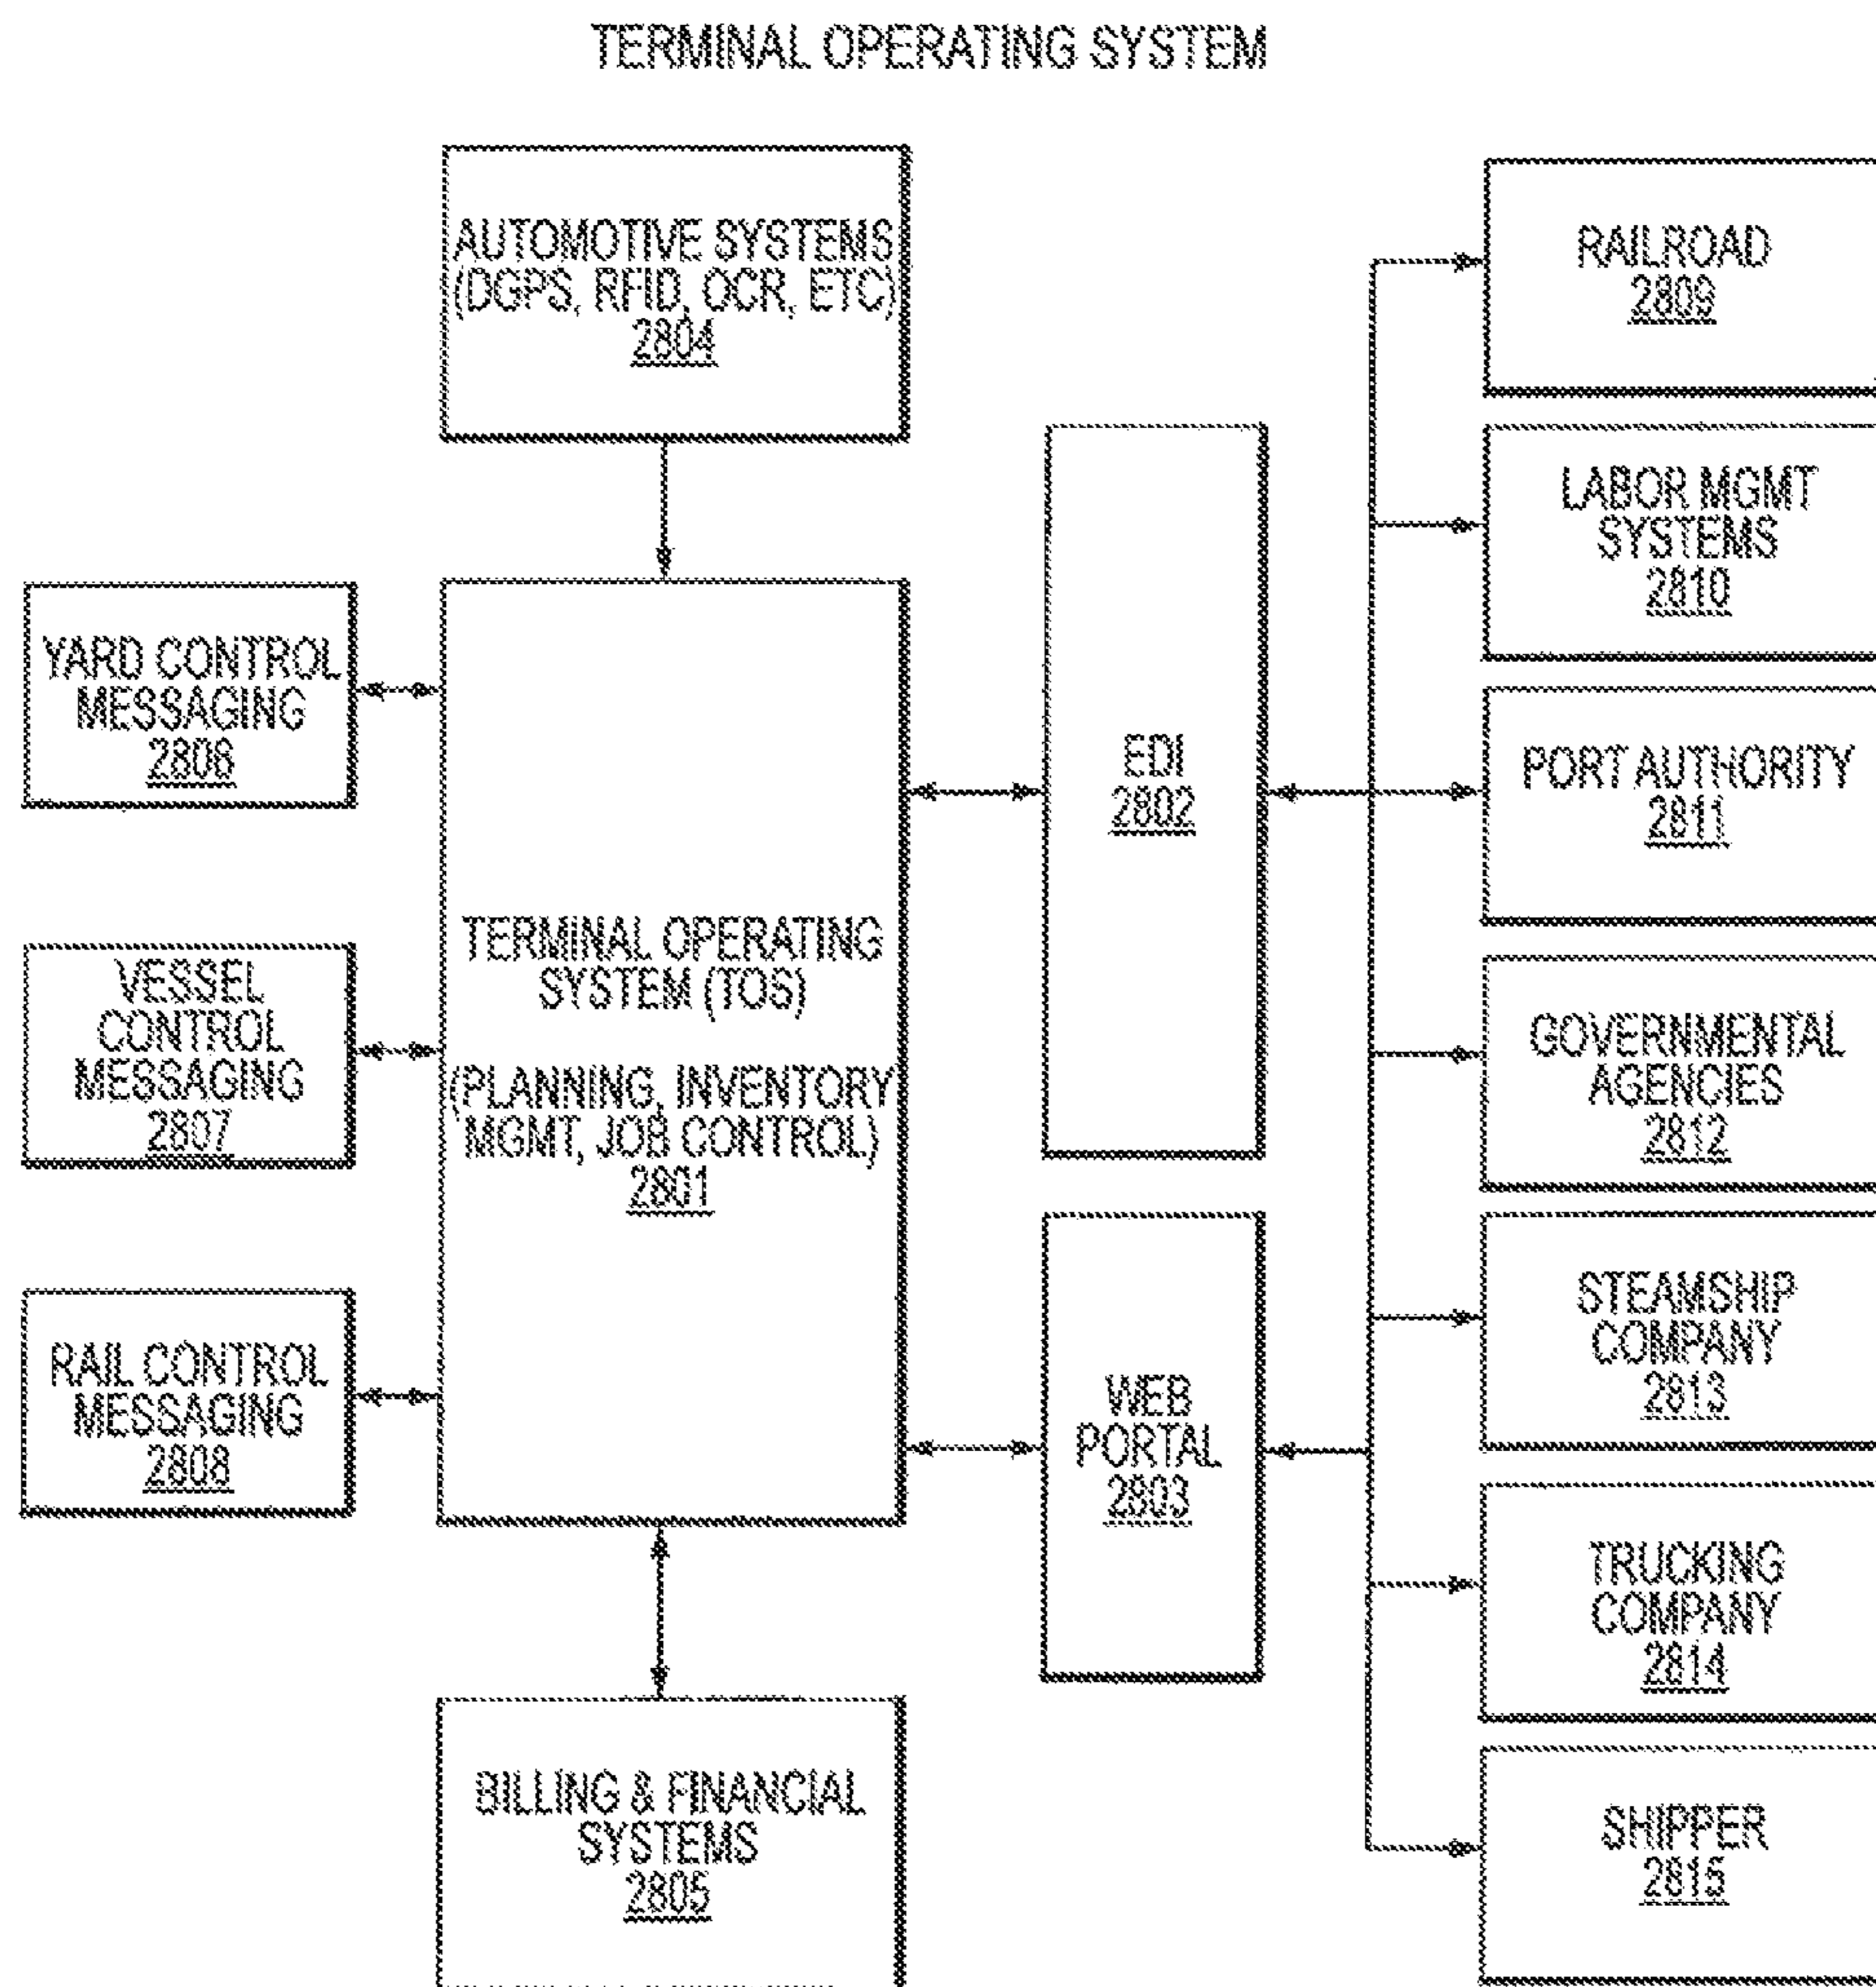 TERMINAL OPERATING SYSTEM
AUTOMOTIVE SYSTEMS
(DGPS, RFID, OCR, ETC)
2804
YARD CONTROL
MESSAGING
2806
VESSEL
CONTROL
MESSAGING
2807
RAIL CONTROL
MESSAGING
2808
TERMINAL OPERATING
SYSTEM (TOS)
(PLANNING, INVENTORY
MGMT, JOB CONTROL)
2801
BILLING & FINANCIAL
SYSTEMS
2805
EDI
2802
WEB
PORTAL
2803
RAILROAD
2809
LABOR MGMT
SYSTEMS
2810
PORT AUTHORITY
2811
GOVERNMENTAL
AGENCIES
2812
STEAMSHIP
COMPANY
2813
TRUCKING
COMPANY
2814
SHIPPER
2815